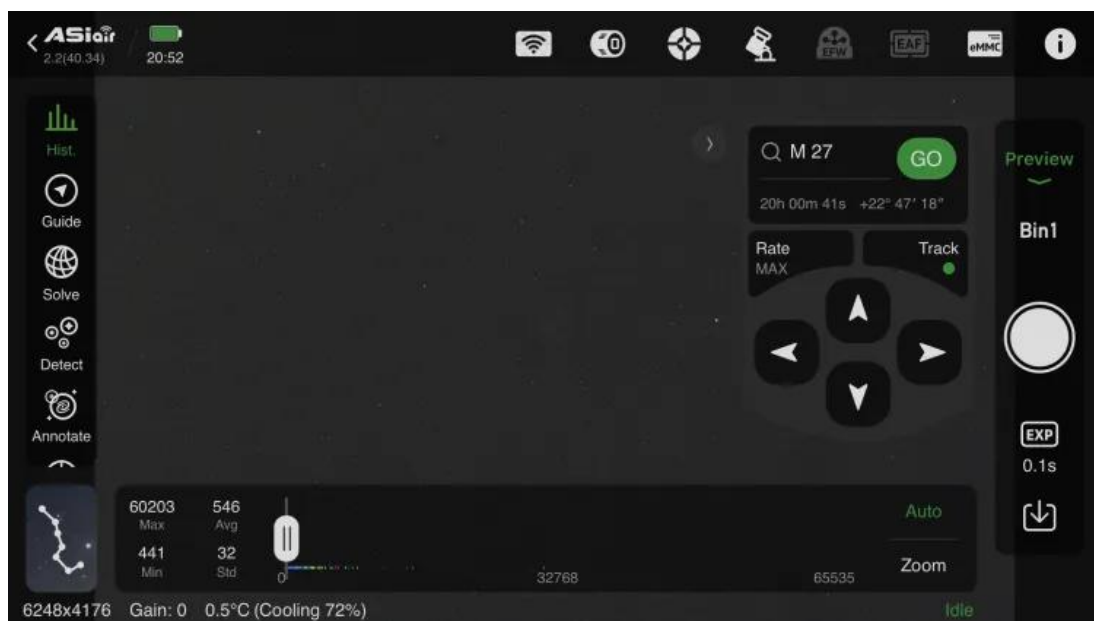 ASiair
2.2(40.34)
20:52
EFW
EAF
eMMC
Hist.
Guide
Solve
Detect
Annotate
M 27
GO
20h 00m 41s +22° 47' 18"
Rate
MAX
Track
Preview
Bin1
EXP
0.1s
60203
Max
546
Avg
441
Min
32
Std
0
32768
65535
Auto
Zoom
6248x4176 Gain: 0 0.5°C (Cooling 72%)
Idle